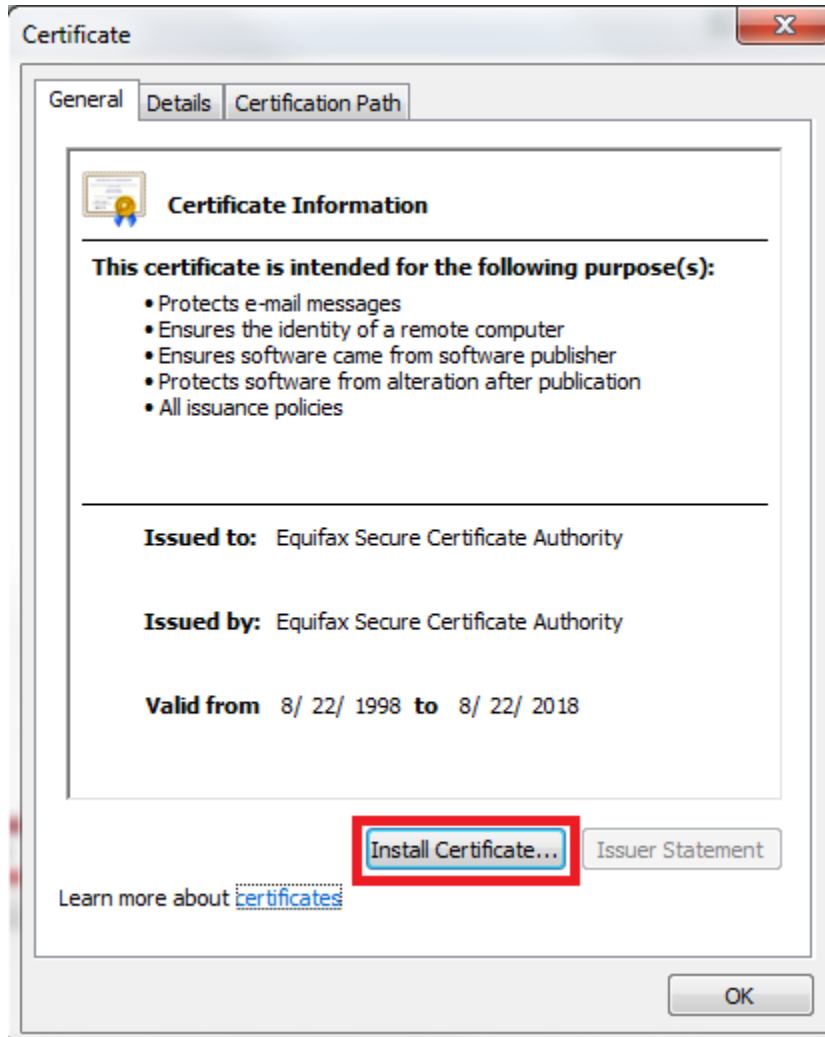 Certificate
General Details Certification Path
Certificate Information
This certificate is intended for the following purpose(s):
• Protects e-mail messages
• Ensures the identity of a remote computer
• Ensures software came from software publisher
• Protects software from alteration after publication
• All issuance policies
Issued to: Equifax Secure Certificate Authority
Issued by: Equifax Secure Certificate Authority
Valid from 8/ 22/ 1998 to 8/ 22/ 2018
Install Certificate... Issuer Statement
Learn more about certificates
OK